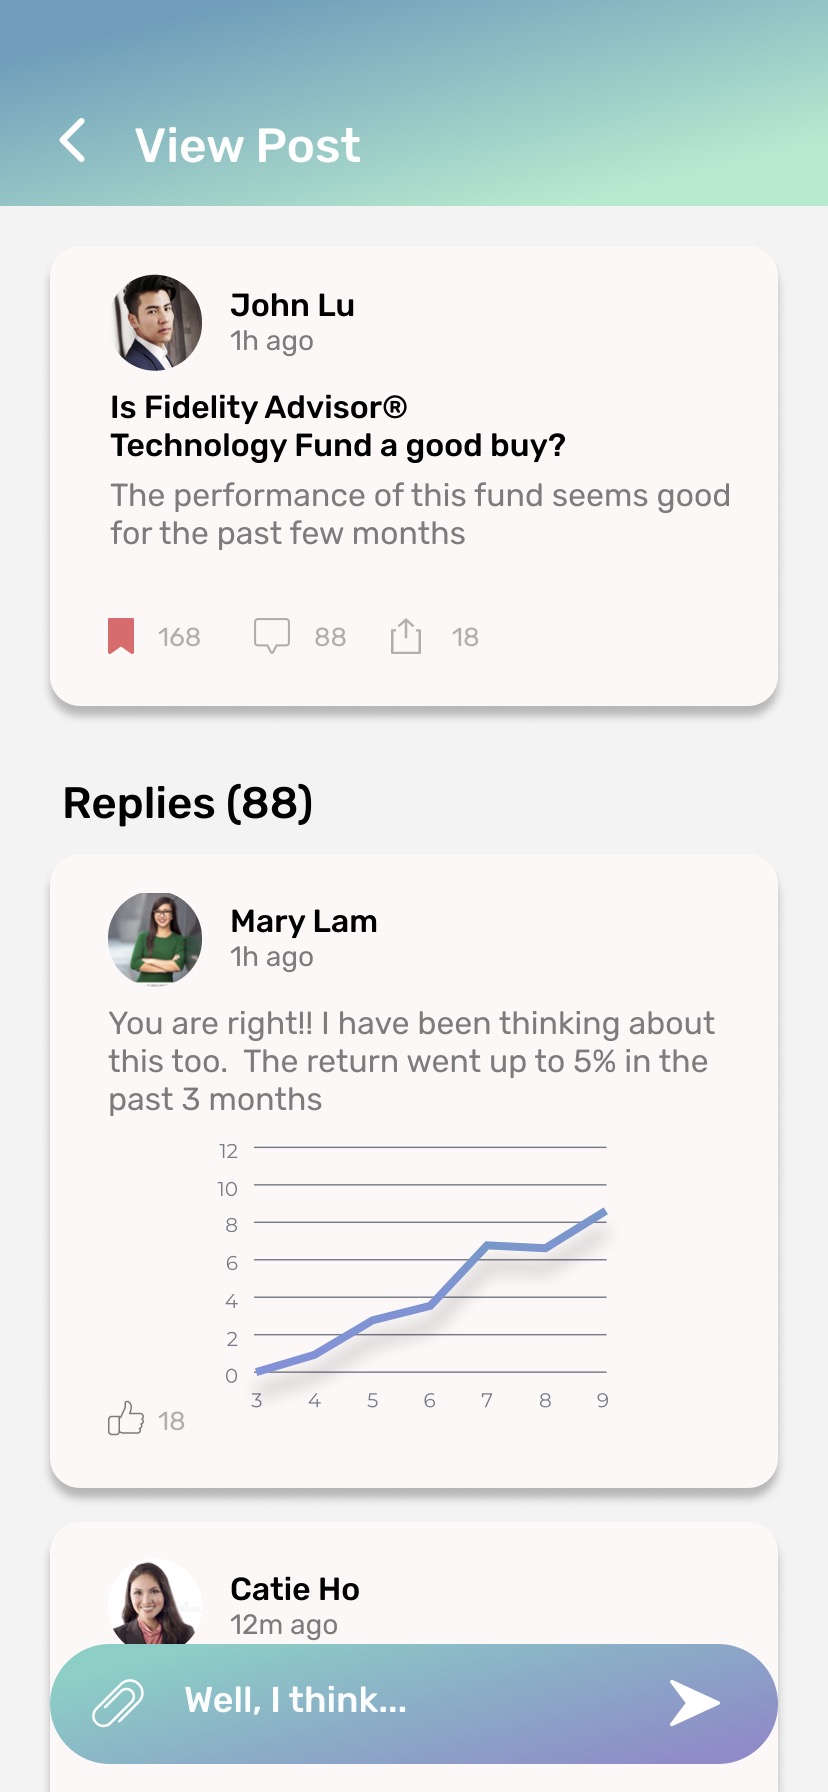 View Post
John Lu
1h ago
Is Fidelity Advisor®
Technology Fund a good buy?
The performance of this fund seems good
for the past few months
168 88 18
Replies (88)
Mary Lam
1h ago
You are right!! I have been thinking about
this too.  The return went up to 5% in the
past 3 months
12
10
8
6
4
2
0
3 4 5 6 7 8 9
18
Catie Ho
12m ago
Well, I think...